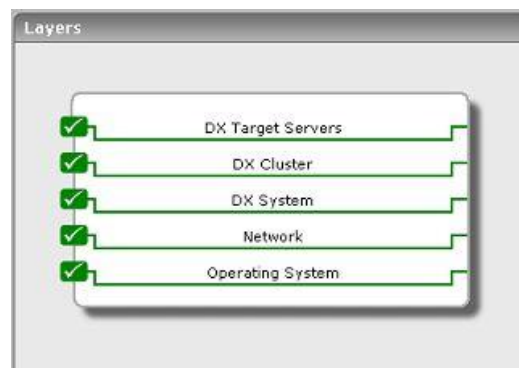 Layers
DX Target Servers
DX Cluster
DX System
Network
Operating System